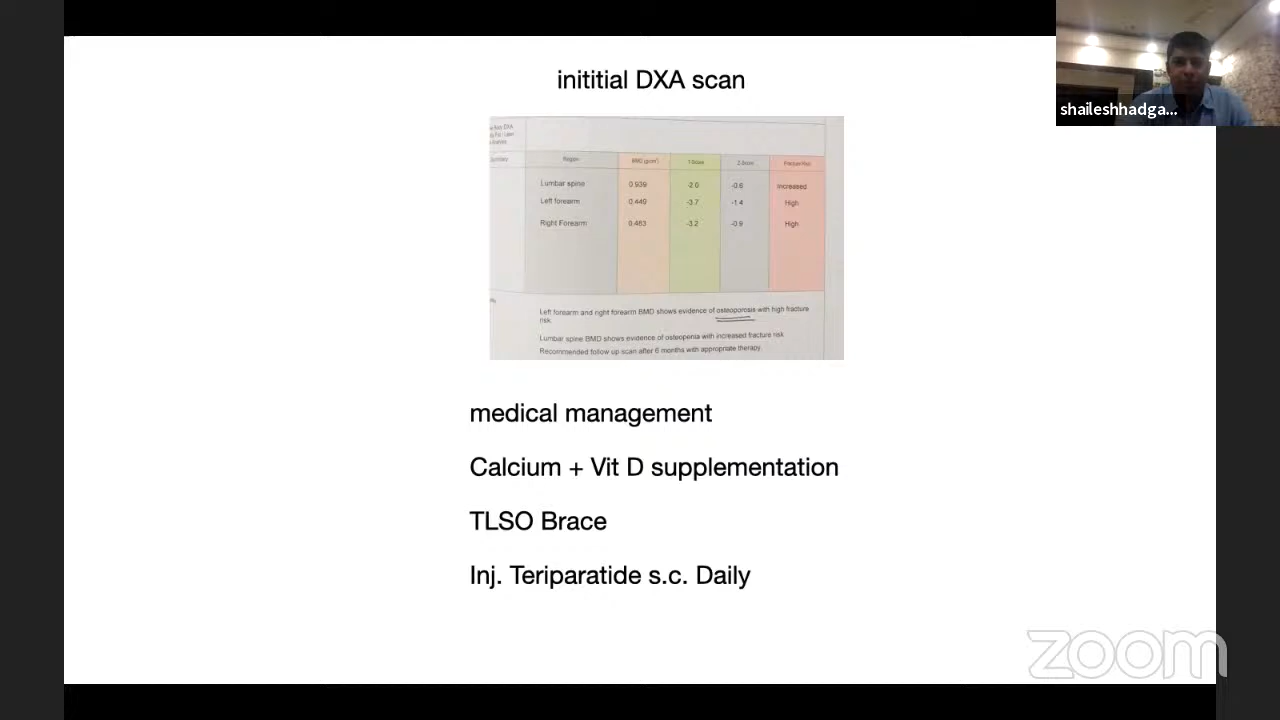 inititial DXA scan
shaileshhadga...
Region BMD (g/cm²) T-Score Z-Score Fracture Risk
Lumbar spine 0.939 -2.0 -0.6 Increased
Left forearm 0.449 -3.7 -1.4 High
Right Forearm 0.463 -3.2 -0.9 High
Left forearm and right forearm BMD shows evidence of osteoporosis with high fracture
risk.
Lumbar spine BMD shows evidence of osteopenia with increased fracture risk
Recommended follow up scan after 6 months with appropriate therapy.
medical management
Calcium + Vit D supplementation
TLSO Brace
Inj. Teriparatide s.c. Daily
zoom